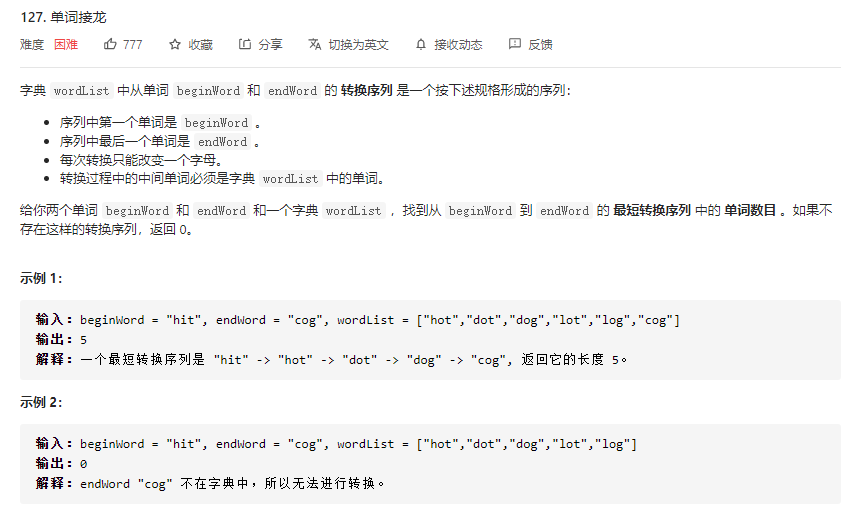 127. 单词接龙
难度 困难 777 收藏 分享 切换为英文 接收动态 反馈
字典 wordList 中从单词 beginWord 和 endWord 的 转换序列 是一个按下述规格形成的序列：
• 序列中第一个单词是 beginWord 。
• 序列中最后一个单词是 endWord 。
• 每次转换只能改变一个字母。
• 转换过程中的中间单词必须是字典 wordList 中的单词。
给你两个单词 beginWord 和 endWord 和一个字典 wordList ，找到从 beginWord 到 endWord 的 最短转换序列 中的 单词数目 。如果不
存在这样的转换序列，返回 0。
示例 1：
输入：beginWord = "hit", endWord = "cog", wordList = ["hot","dot","dog","lot","log","cog"]
输出：5
解释：一个最短转换序列是 "hit" -> "hot" -> "dot" -> "dog" -> "cog", 返回它的长度 5。
示例 2：
输入：beginWord = "hit", endWord = "cog", wordList = ["hot","dot","dog","lot","log"]
输出：0
解释：endWord "cog" 不在字典中，所以无法进行转换。